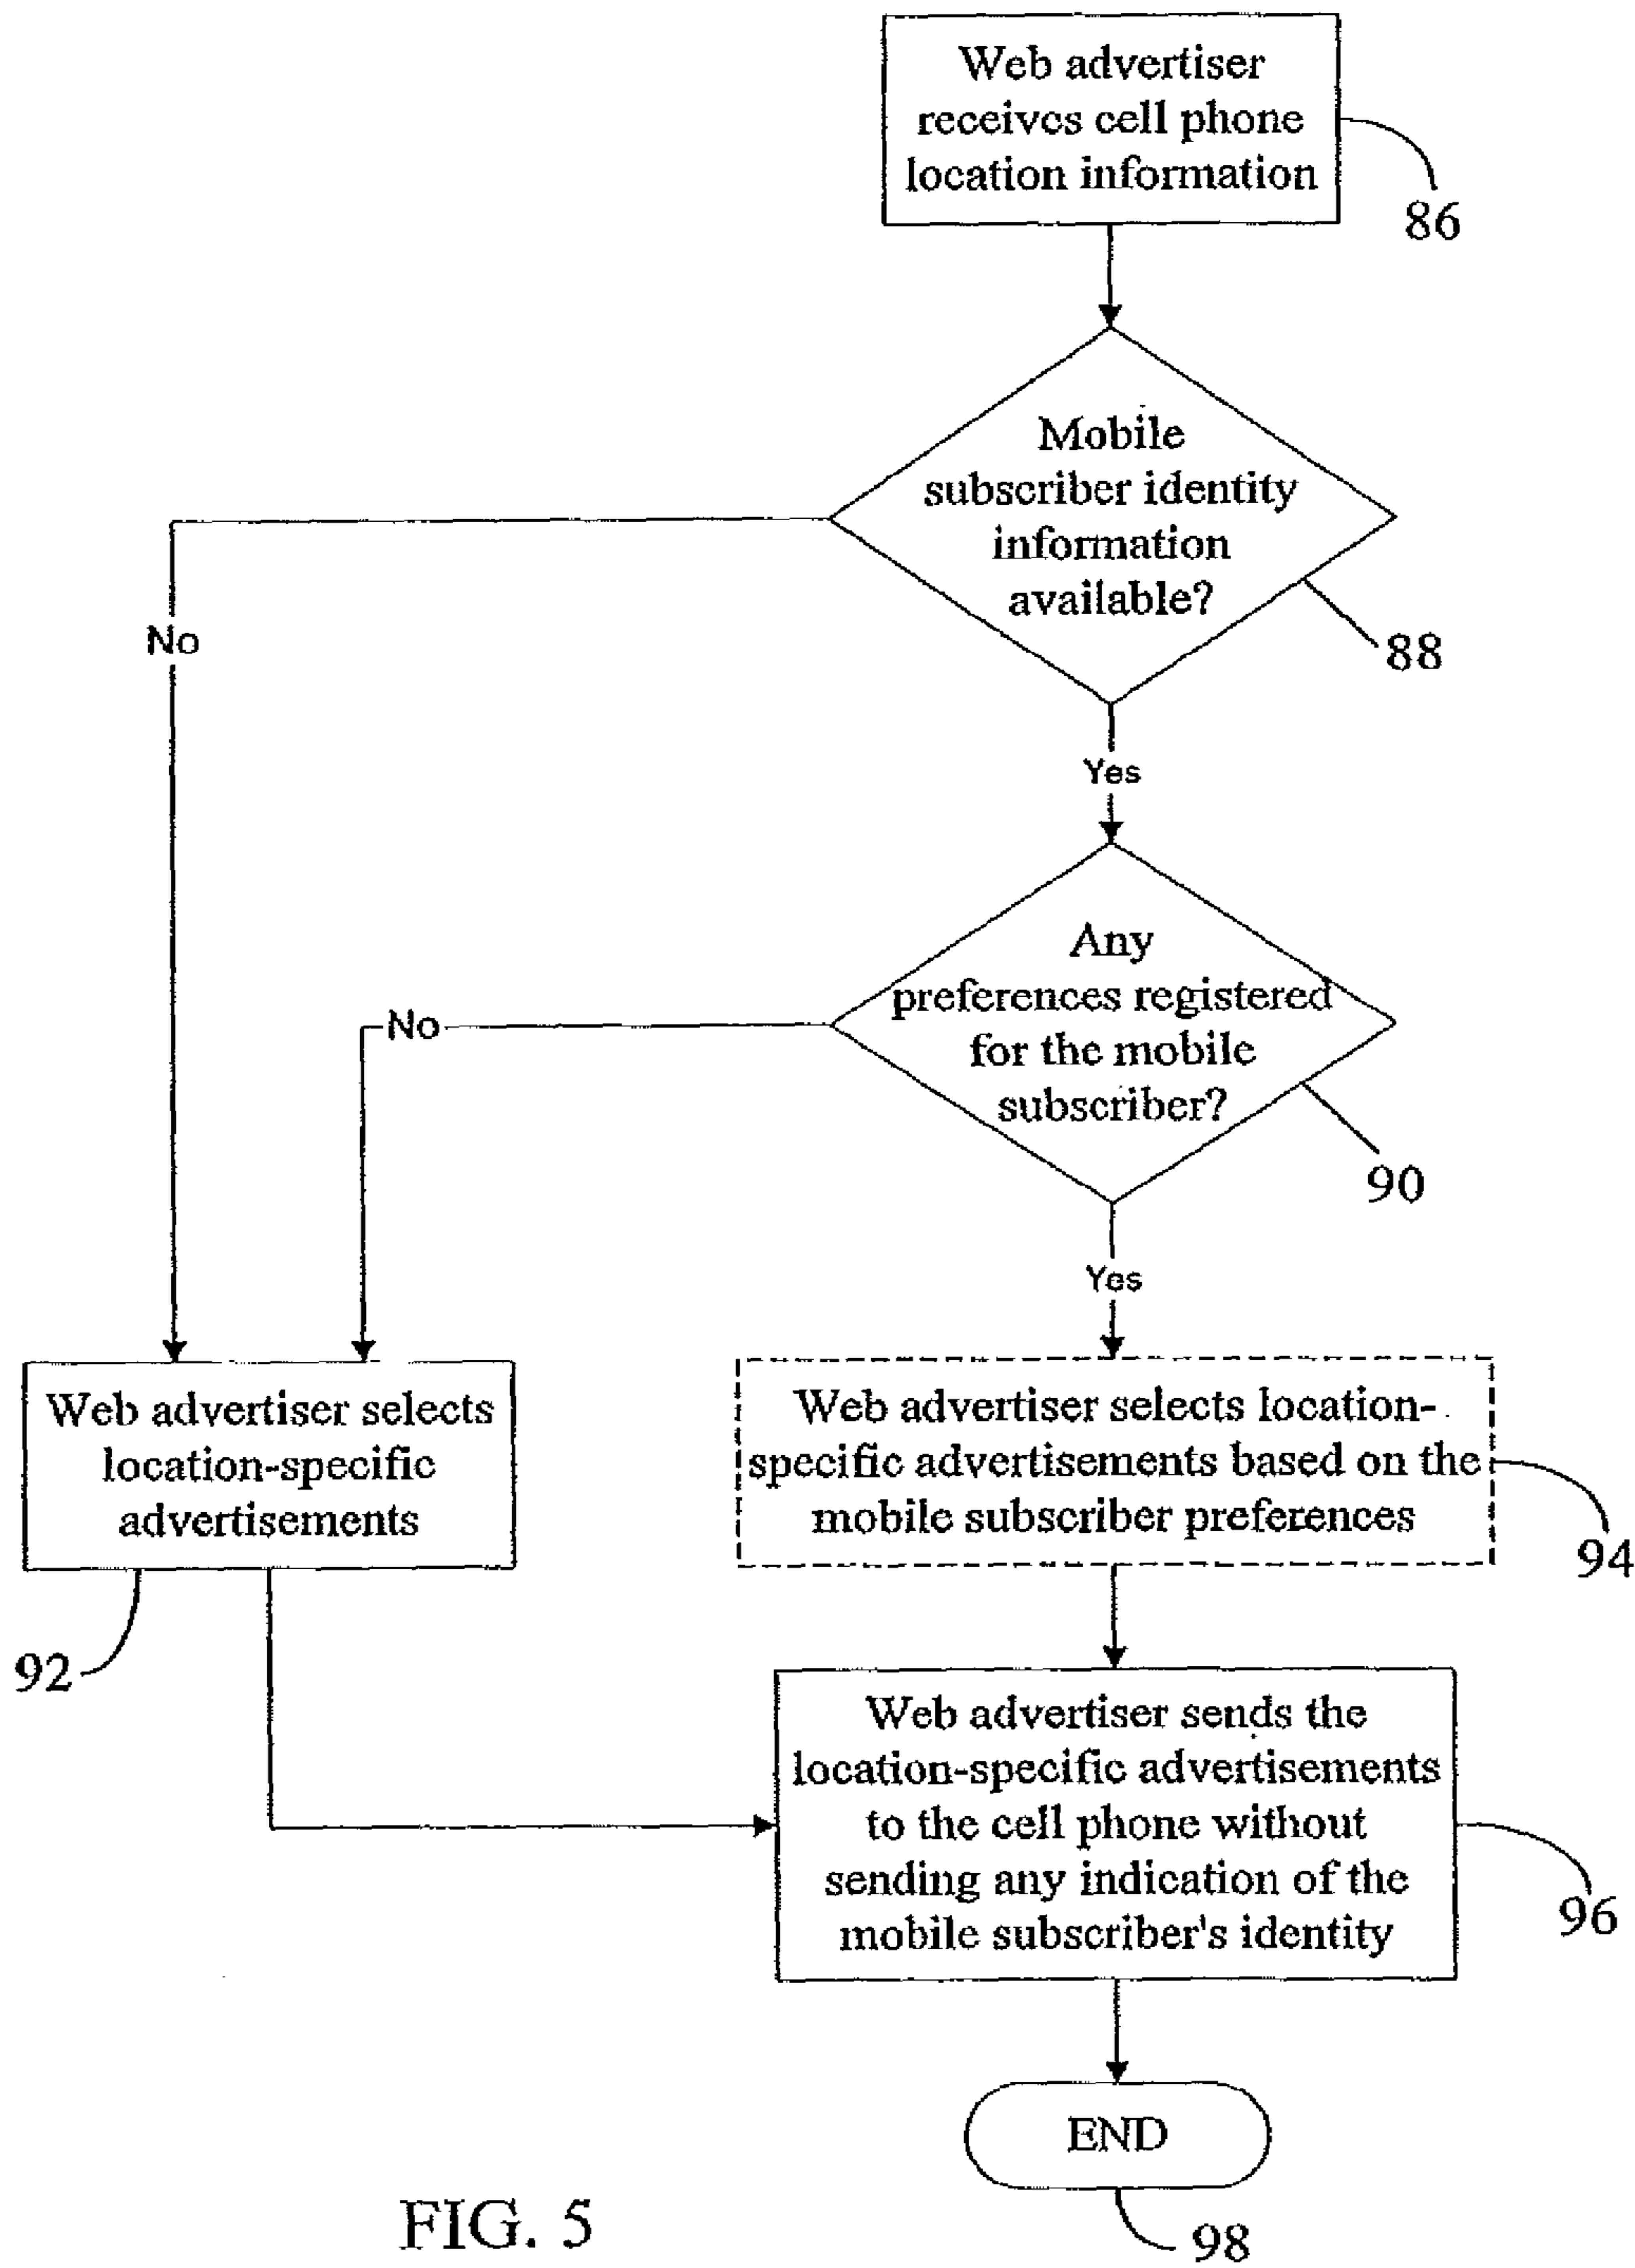 Web advertiser
receives cell phone
location information
86
Mobile
subscriber identity
information
available?
88
No
Yes
Any
preferences registered
for the mobile
subscriber?
90
No
Yes
Web advertiser selects
location-specific
advertisements
92
Web advertiser selects location-
specific advertisements based on the
mobile subscriber preferences
94
Web advertiser sends the
location-specific advertisements
to the cell phone without
sending any indication of the
mobile subscriber's identity
96
END
98
FIG. 5